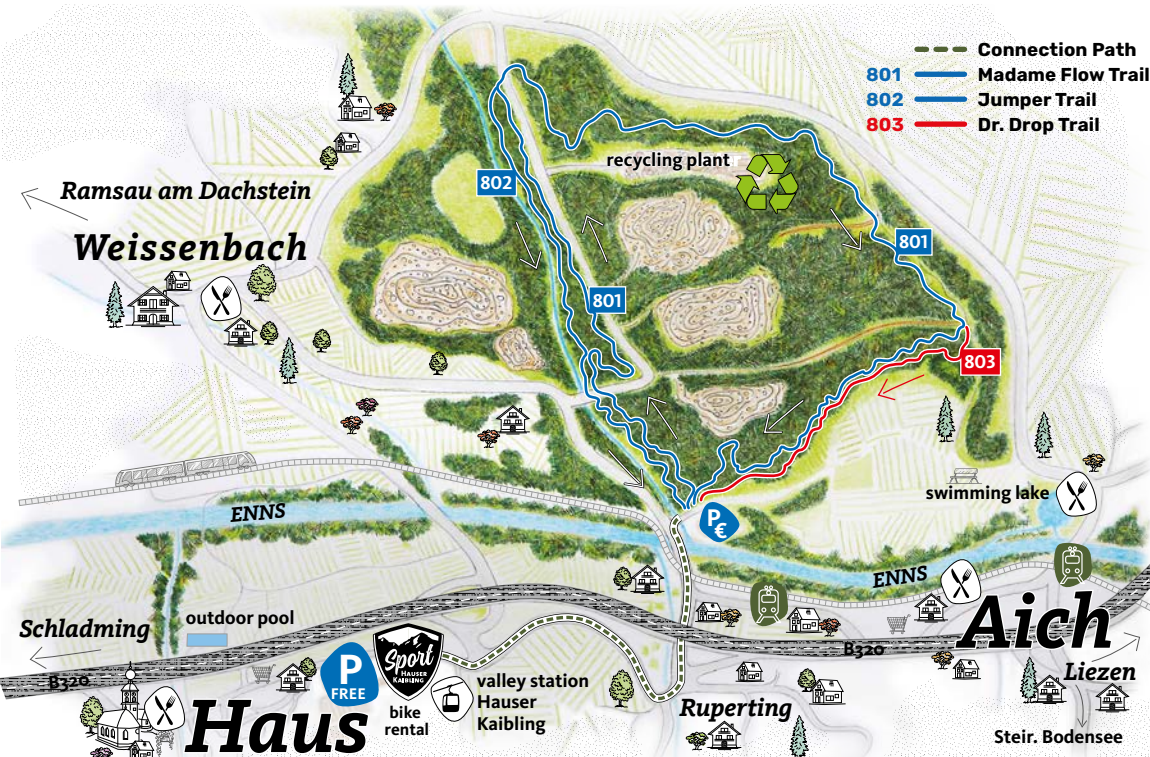 Connection Path
801 Madame Flow Trail
802 Jumper Trail
803 Dr. Drop Trail
recycling plant
802
Ramsau am Dachstein
Weissenbach
801
801
803
swimming lake
ENNS
P
€
ENNS
Aich
outdoor pool
Schladming
B320
B320
Sport
HAUSER
KAIBLING
P
FREE
Liezen
valley station
Hauser
Kaibling
bike
rental
Haus
Ruperting
Steir. Bodensee